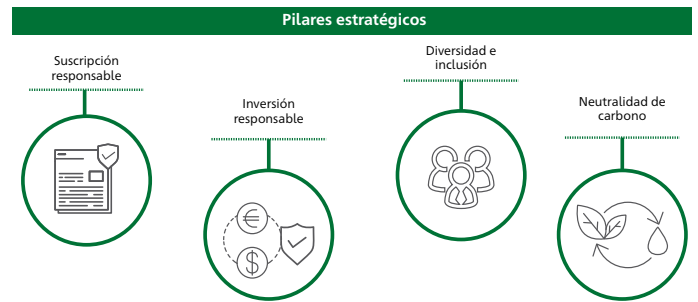 Pilares estratégicos
Suscripción
responsable
Inversión
responsable
Diversidad e
inclusión
Neutralidad de
carbono
€
$